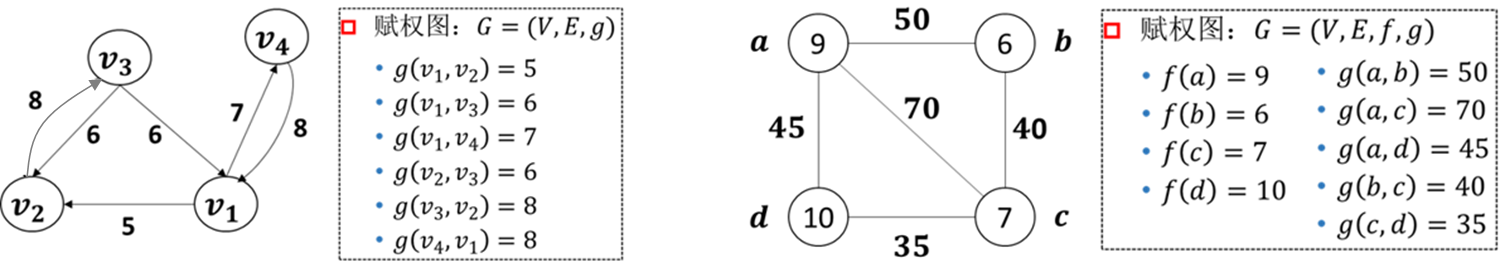 v₃
v₄
8
6
6
7
8
v₂
v₁
5
赋权图：G = (V, E, g)
• g(v₁, v₂) = 5
• g(v₁, v₃) = 6
• g(v₁, v₄) = 7
• g(v₂, v₃) = 6
• g(v₃, v₂) = 8
• g(v₄, v₁) = 8
50
a
9
6
b
45
70
40
d
10
7
c
35
赋权图：G = (V, E, f, g)
• f(a) = 9
• f(b) = 6
• f(c) = 7
• f(d) = 10
• g(a, b) = 50
• g(a, c) = 70
• g(a, d) = 45
• g(b, c) = 40
• g(c, d) = 35